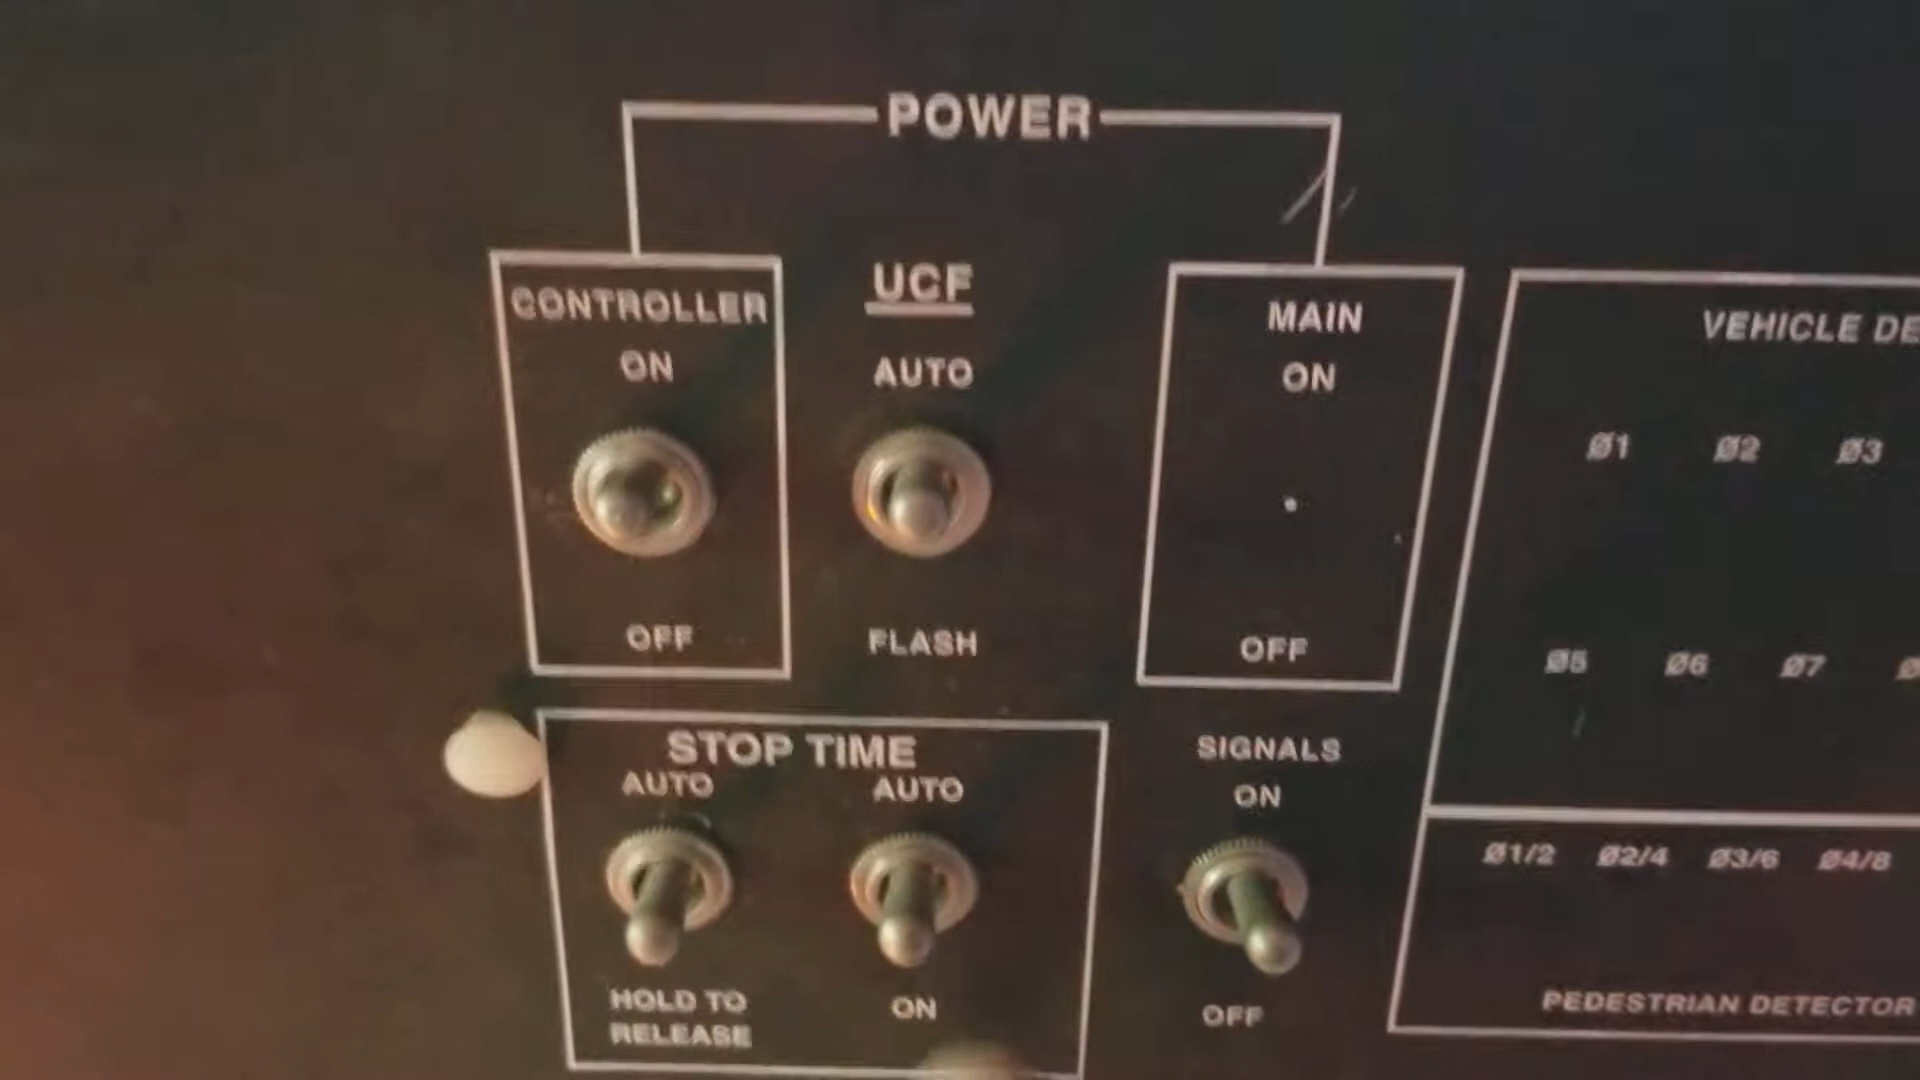 POWER
CONTROLLER
ON
OFF
UCF
AUTO
FLASH
MAIN
ON
OFF
STOP TIME
AUTO
HOLD TO
RELEASE
AUTO
ON
SIGNALS
ON
OFF
VEHICLE DE
Ø1 Ø2 Ø3
Ø5 Ø6 Ø7 Ø
Ø1/2 Ø2/4 Ø3/6 Ø4/8
PEDESTRIAN DETECTOR